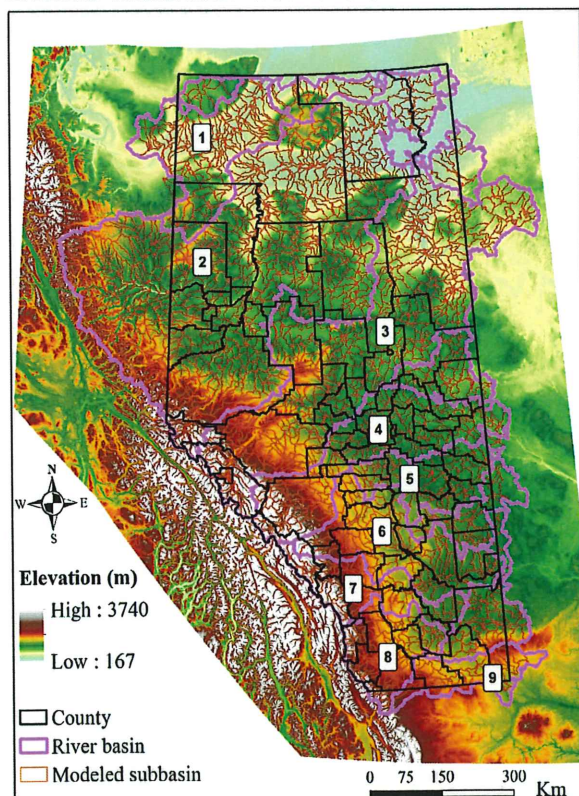 1
2
3
4
5
6
7
8
9
N
W E
S
Elevation (m)
High : 3740
Low : 167
County
River basin
Modeled subbasin
0 75 150 300
Km